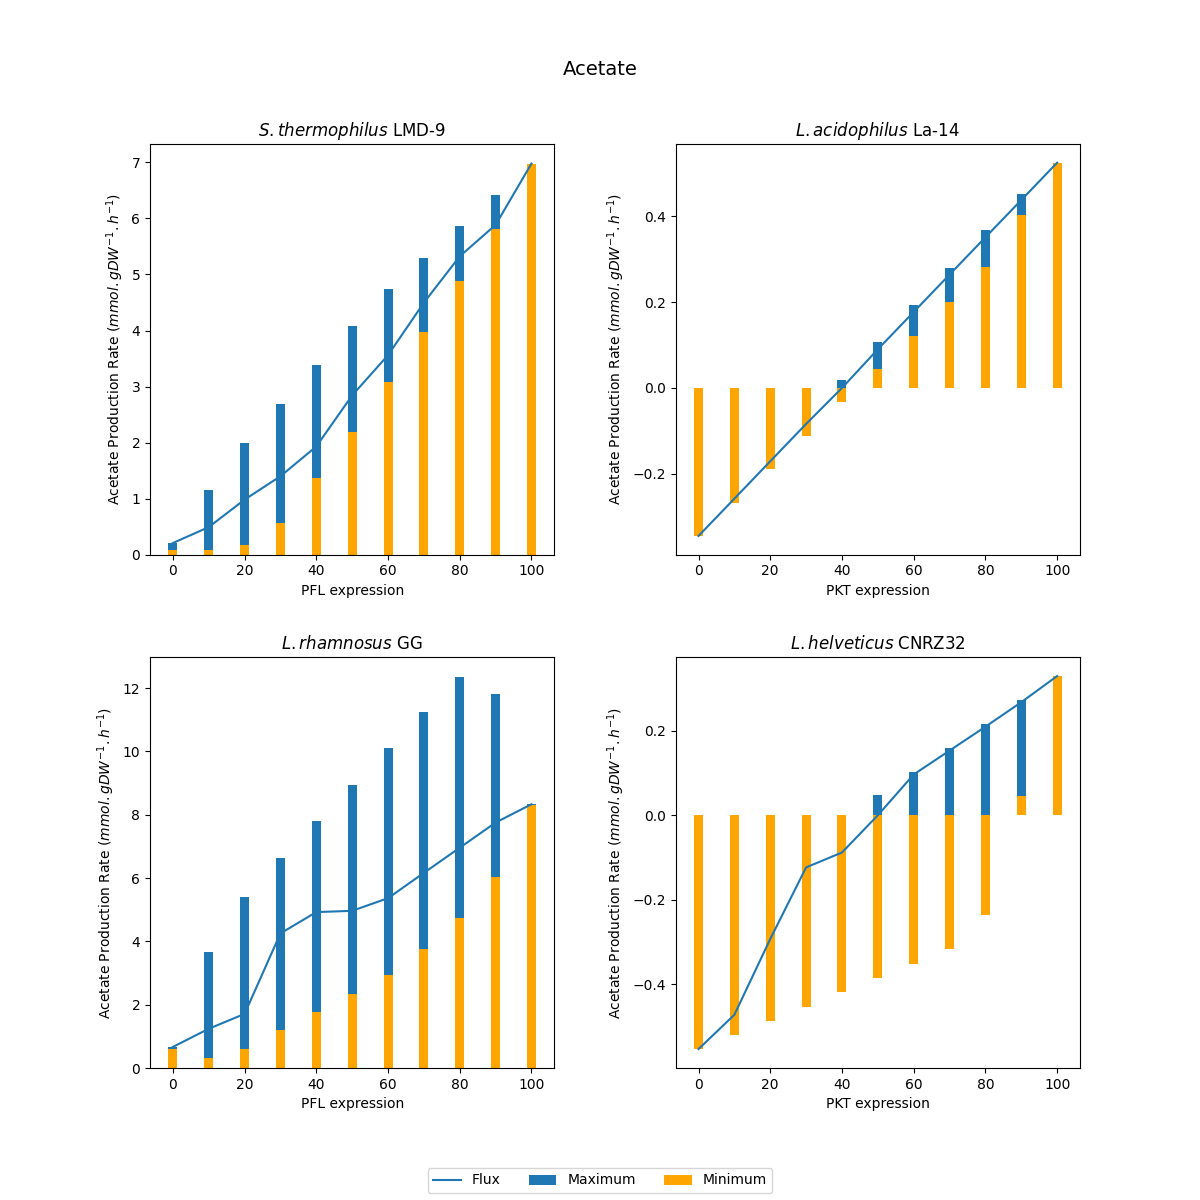 Acetate
S.thermophilus LMD-9
L.acidophilus La-14
Acetate Production Rate (mmol.gDW⁻¹.h⁻¹)
7
6
5
4
3
2
1
0
0 20 40 60 80 100
PFL expression
Acetate Production Rate (mmol.gDW⁻¹.h⁻¹)
0.4
0.2
0.0
−0.2
0 20 40 60 80 100
PKT expression
L.rhamnosus GG
L.helveticus CNRZ32
Acetate Production Rate (mmol.gDW⁻¹.h⁻¹)
12
10
8
6
4
2
0
0 20 40 60 80 100
PFL expression
Acetate Production Rate (mmol.gDW⁻¹.h⁻¹)
0.2
0.0
−0.2
−0.4
0 20 40 60 80 100
PKT expression
Flux Maximum Minimum